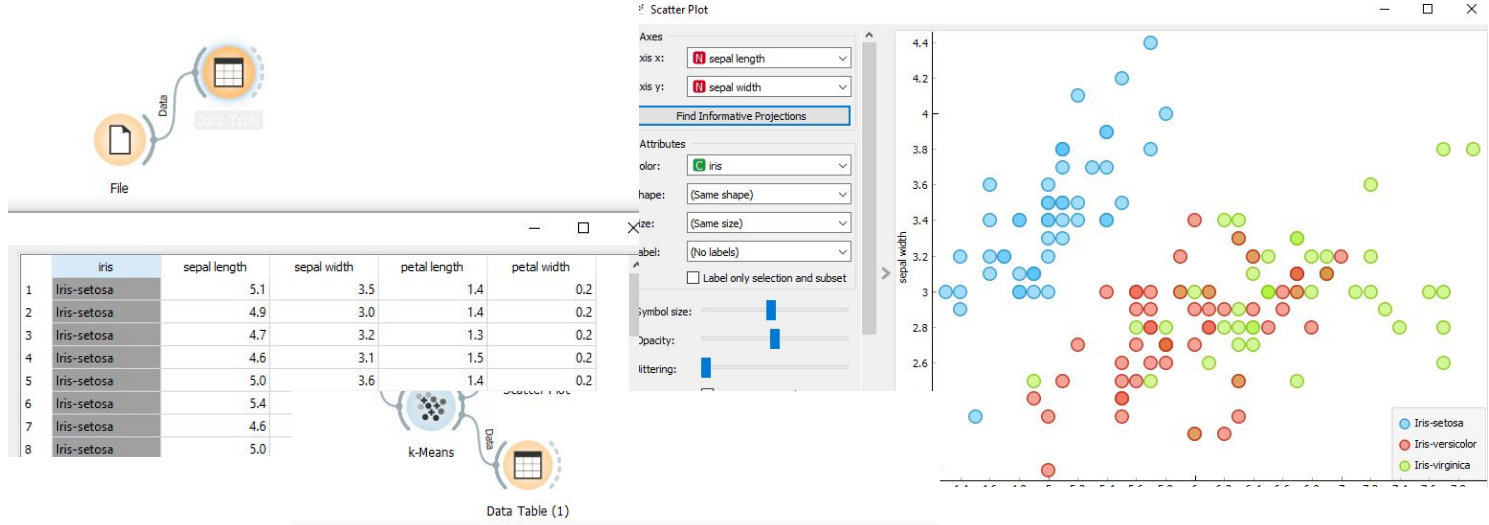 Data
Data Table
File
iris sepal length sepal width petal length petal width
1 Iris-setosa 5.1 3.5 1.4 0.2
2 Iris-setosa 4.9 3.0 1.4 0.2
3 Iris-setosa 4.7 3.2 1.3 0.2
4 Iris-setosa 4.6 3.1 1.5 0.2
5 Iris-setosa 5.0 3.6 1.4 0.2
6 Iris-setosa 5.4
7 Iris-setosa 4.6
8 Iris-setosa 5.0
k-Means
Data
Data Table (1)
Scatter Plot
Axes
xis x: N sepal length
xis y: N sepal width
Find Informative Projections
Attributes
olor: C iris
hape: (Same shape)
ize: (Same size)
abel: (No labels)
Label only selection and subset
Symbol size:
Opacity:
Jittering:
sepal width
4.4
4.2
4
3.8
3.6
3.4
3.2
3
2.8
2.6
Iris-setosa
Iris-versicolor
Iris-virginica